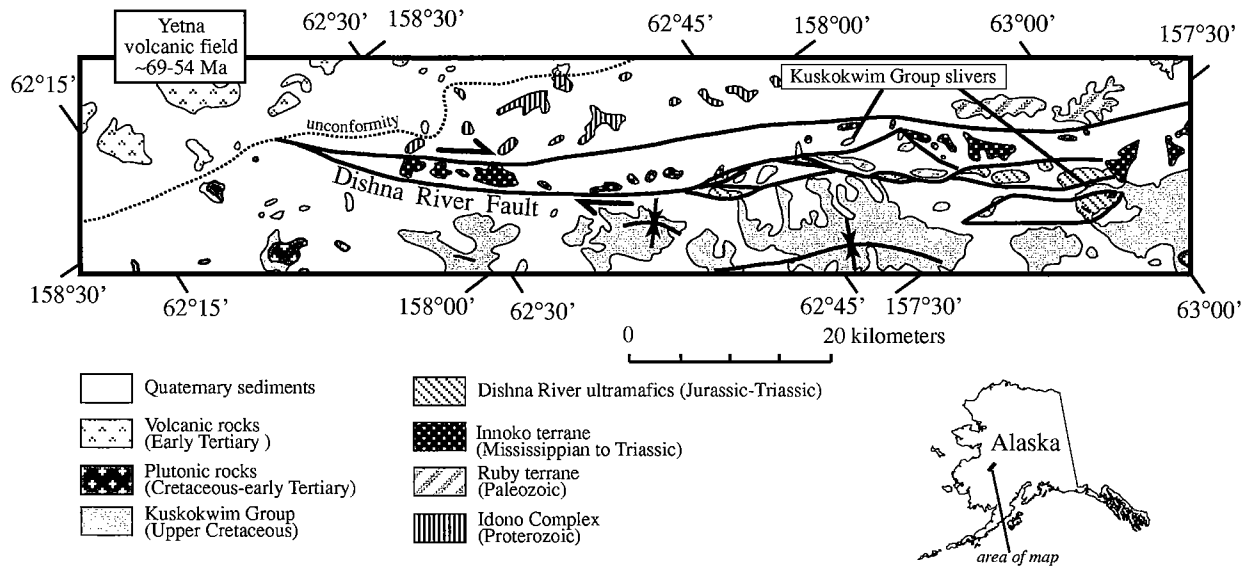 Yetna
volcanic field
~69-54 Ma
62°30’
158°30’
62°45’
158°00’
63°00’
157°30’
62°15’
Kuskokwim Group slivers
unconformity
Dishna River Fault
158°30’
62°15’
158°00’
62°30’
62°45’
157°30’
63°00’
0
20 kilometers
Quaternary sediments
Volcanic rocks
(Early Tertiary )
Plutonic rocks
(Cretaceous-early Tertiary)
Kuskokwim Group
(Upper Cretaceous)
Dishna River ultramafics (Jurassic-Triassic)
Innoko terrane
(Mississippian to Triassic)
Ruby terrane
(Paleozoic)
Idono Complex
(Proterozoic)
Alaska
area of map